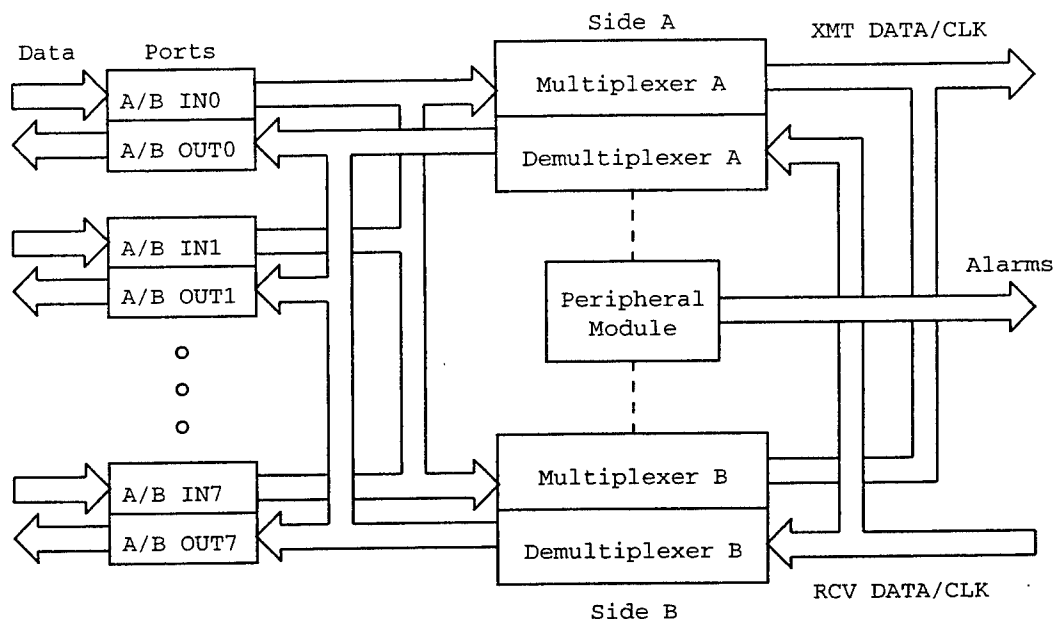 Side A
XMT DATA/CLK
Data
Ports
A/B IN0
Multiplexer A
A/B OUT0
Demultiplexer A
A/B IN1
A/B OUT1
Alarms
Peripheral
Module
A/B IN7
Multiplexer B
A/B OUT7
Demultiplexer B
RCV DATA/CLK
Side B